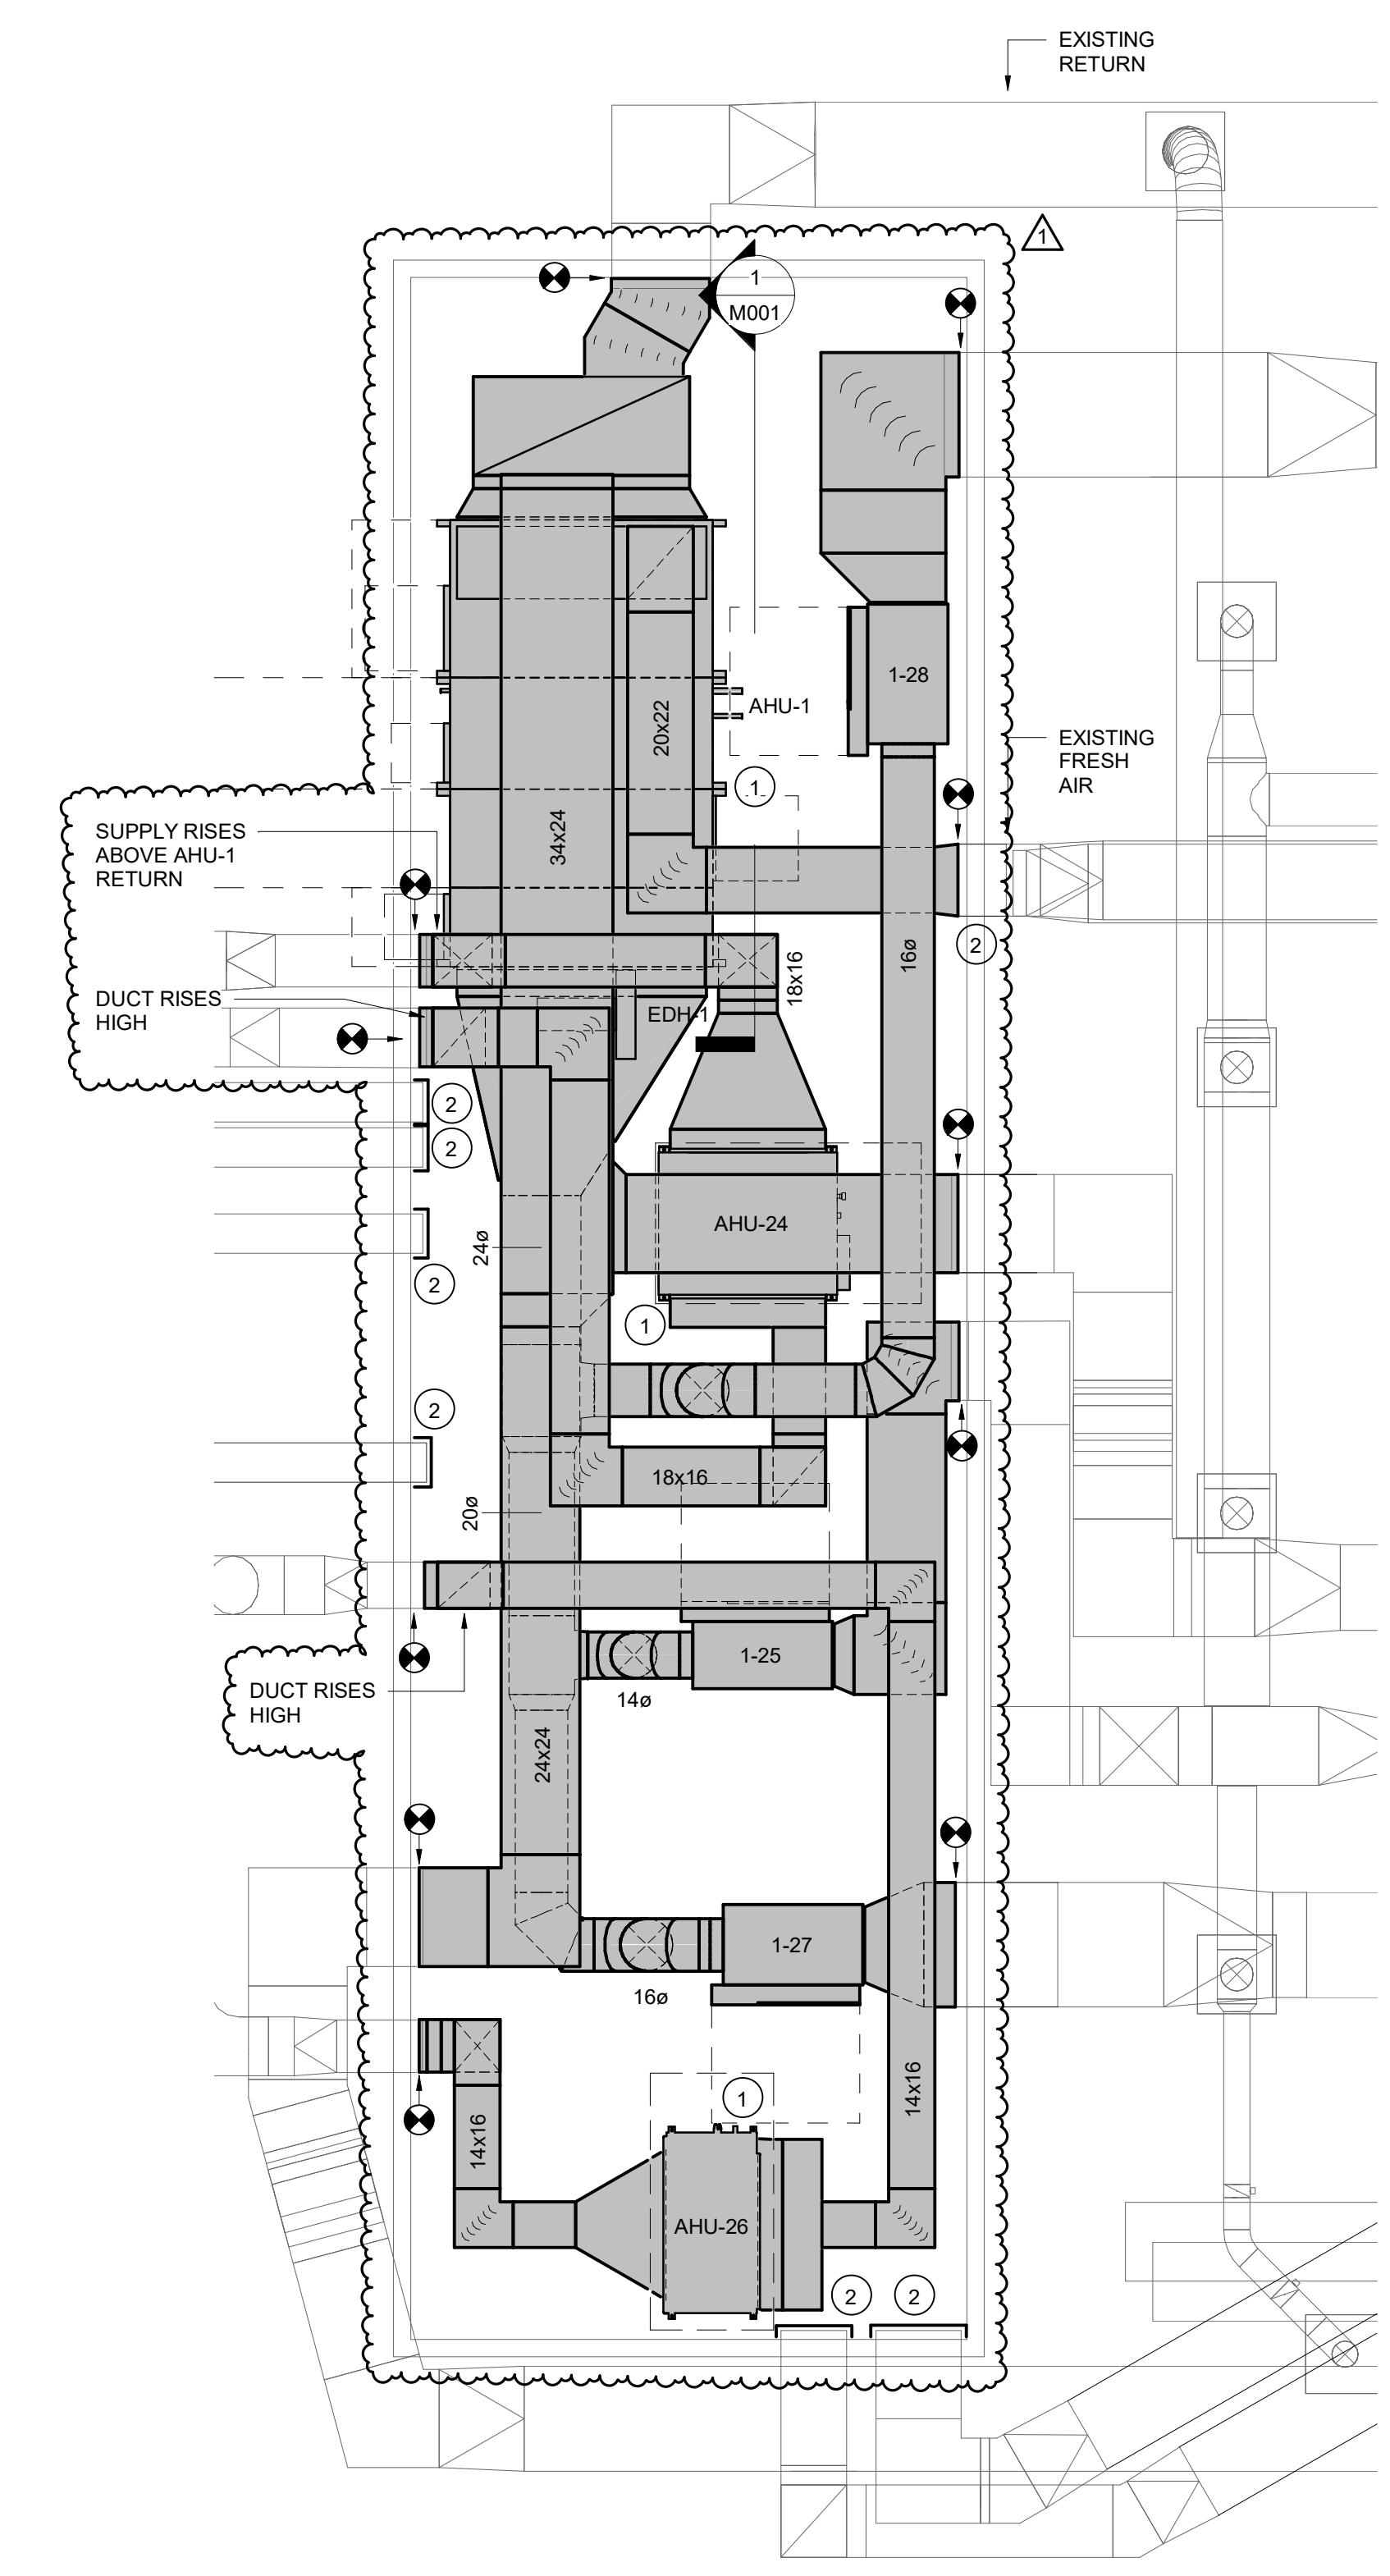 EXISTING
RETURN
1
1
M001
1-28
AHU-1
20x22
EXISTING
FRESH
AIR
1
34x24
SUPPLY RISES
ABOVE AHU-1
RETURN
16ø
2
18x16
DUCT RISES
HIGH
EDH-1
2
2
AHU-24
24ø
2
1
2
18x16
20ø
1-25
DUCT RISES
HIGH
14ø
24x24
1-27
16ø
14x16
1
14x16
AHU-26
2
2